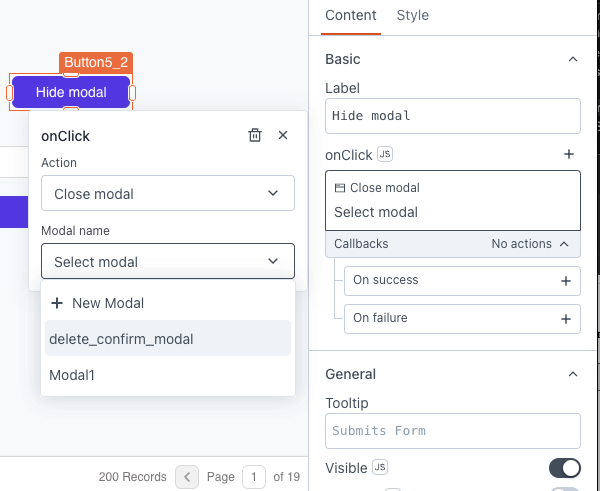 Content
Style
Button5_2
Hide modal
onClick
Action
Close modal
Modal name
Select modal
New Modal
delete_confirm_modal
Modal1
200 Records
Page
1
of 19
Basic
Label
Hide modal
onClick JS
Close modal
Select modal
Callbacks
No actions
On success
On failure
General
Tooltip
Submits Form
Visible JS